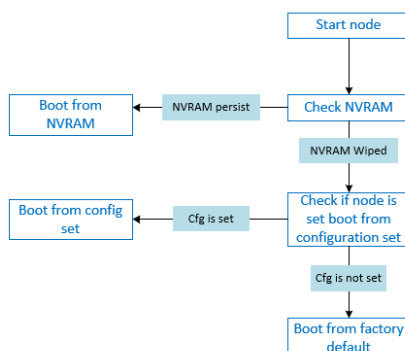 Start node
Boot from
NVRAM
NVRAM persist
Check NVRAM
NVRAM Wiped
Boot from config
set
Cfg is set
Check if node is
set boot from
configuration set
Cfg is not set
Boot from factory
default